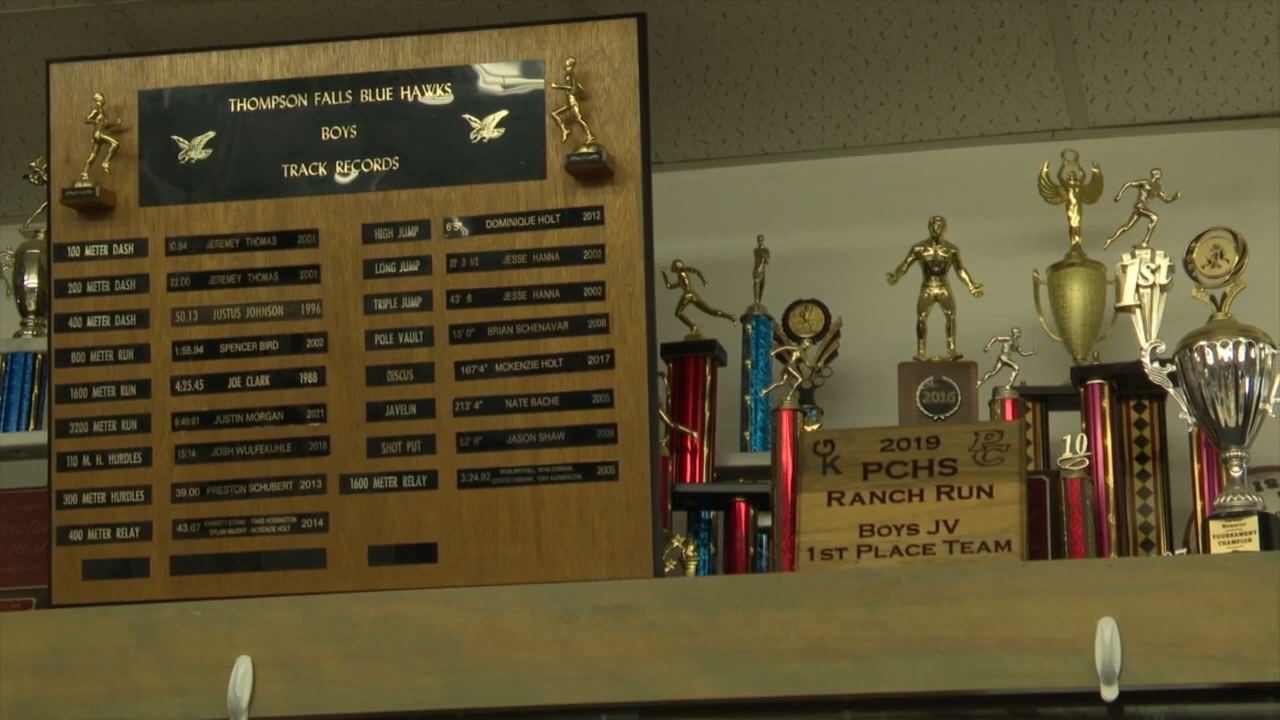 THOMPSON FALLS BLUE HAWKS
BOYS
TRACK RECORDS
100 METER DASH 10.84 JEREMEY THOMAS 2001
200 METER DASH 22.00 JEREMEY THOMAS 2001
400 METER DASH 50.13 JUSTUS JOHNSON 1996
800 METER RUN 1:55.94 SPENCER BIRD 2002
1600 METER RUN 4:25.45 JOE CLARK 1988
3200 METER RUN 9:49.61 JUSTIN MORGAN 2021
110 M. H. HURDLES 15:14 JOSH WULFEKUHLE 2016
300 METER HURDLES 39.00 PRESTON SCHUBERT 2013
400 METER RELAY 43.67 2014
HIGH JUMP 6'5" DOMINIQUE HOLT 2012
LONG JUMP 22' 3 1/2 JESSE HANNA 2002
TRIPLE JUMP 43' 6 JESSE HANNA 2002
POLE VAULT 15' 0" BRIAN SCHENAVAR 2008
DISCUS 167'4" MCKENZIE HOLT 2017
JAVELIN 213' 4" NATE BACHE 2005
SHOT PUT JASON SHAW 2009
1600 METER RELAY 3:24.92 2005
2016
1st
10
2019
PCHS
RANCH RUN
BOYS JV
1ST PLACE TEAM
PC
Memorial
TOURNAMENT
CHAMPION